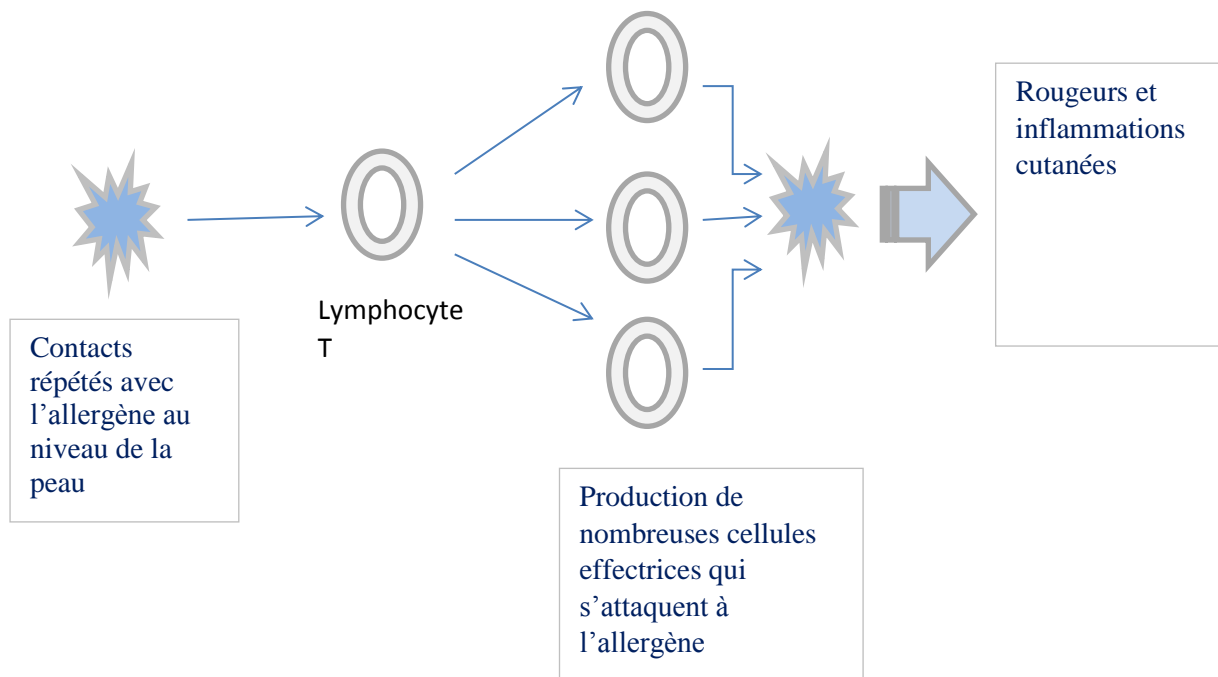 Contacts
répétés avec
l’allergène au
niveau de la
peau
Lymphocyte
T
Production de
nombreuses cellules
effectrices qui
s’attaquent à
l’allergène
Rougeurs et
inflammations
cutanées